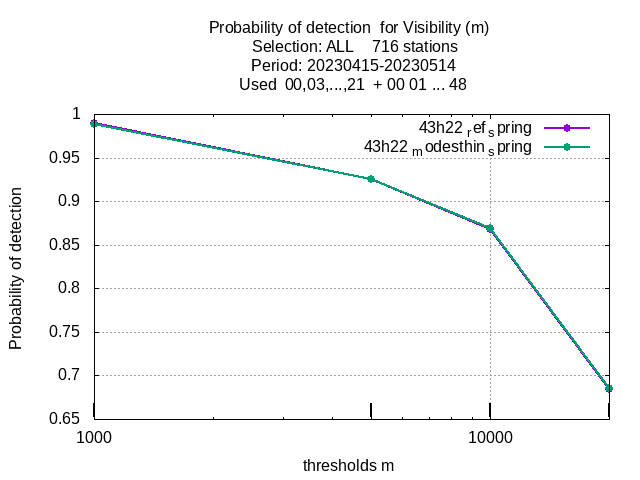 Probability of detection  for Visibility (m)
Selection: ALL    716 stations
Period: 20230415-20230514
Used  00,03,...,21  + 00 01 ... 48
43h22 ref spring
43h22 modesthin spring
1
0.95
0.9
0.85
0.8
0.75
0.7
0.65
Probability of detection
1000
10000
thresholds m